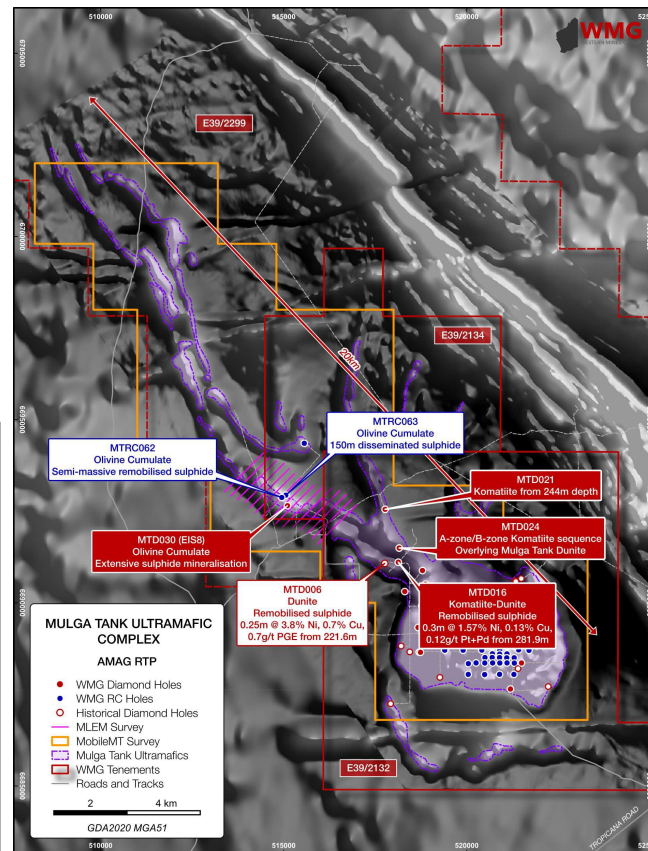 510000
515000
520000
525
WMG
6705000
E39/2299
6700000
20km
E39/2134
6695000
MTRC063
Olivine Cumulate
150m disseminated sulphide
MTRC062
Olivine Cumulate
Semi-massive remobilised sulphide
MTD021
Komatiite from 244m depth
MTD024
A-zone/B-zone Komatiite sequence
Overlying Mulga Tank Dunite
MTD030 (EIS8)
Olivine Cumulate
Extensive sulphide mineralisation
MTD006
Dunite
Remobilised sulphide
0.25m @ 3.8% Ni, 0.7% Cu,
0.7g/t PGE from 221.6m
MTD016
Komatiite-Dunite
Remobilised sulphide
0.3m @ 1.57% Ni, 0.13% Cu,
0.12g/t Pt+Pd from 281.9m
6690000
MULGA TANK ULTRAMAFIC
COMPLEX
AMAG RTP
WMG Diamond Holes
WMG RC Holes
Historical Diamond Holes
MLEM Survey
MobileMT Survey
Mulga Tank Ultramafics
WMG Tenements
Roads and Tracks
2 4 km
GDA2020 MGA51
E39/2132
6685000
TROPICANA ROAD
510000
515000
520000
525